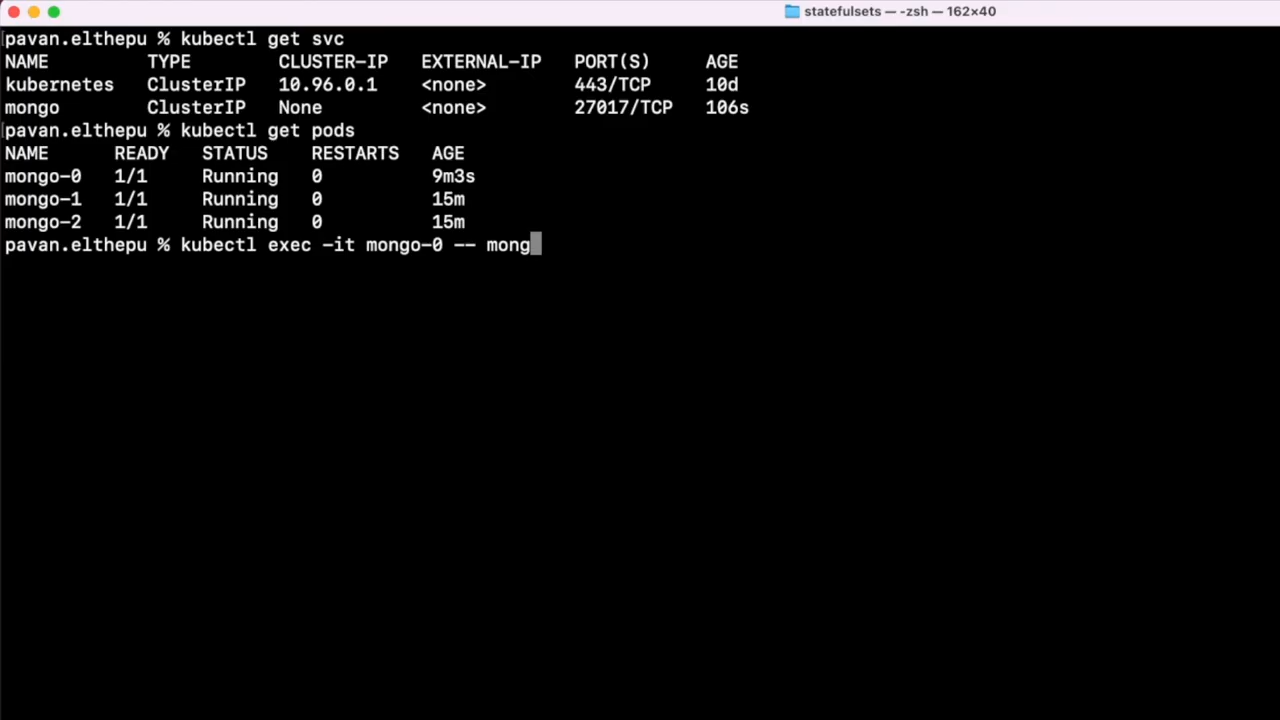 statefulsets — -zsh — 162×40
pavan.elthepu % kubectl get svc
NAME TYPE CLUSTER-IP EXTERNAL-IP PORT(S) AGE
kubernetes ClusterIP 10.96.0.1 <none> 443/TCP 10d
mongo ClusterIP None <none> 27017/TCP 106s
pavan.elthepu % kubectl get pods
NAME READY STATUS RESTARTS AGE
mongo-0 1/1 Running 0 9m3s
mongo-1 1/1 Running 0 15m
mongo-2 1/1 Running 0 15m
pavan.elthepu % kubectl exec -it mongo-0 -- mong